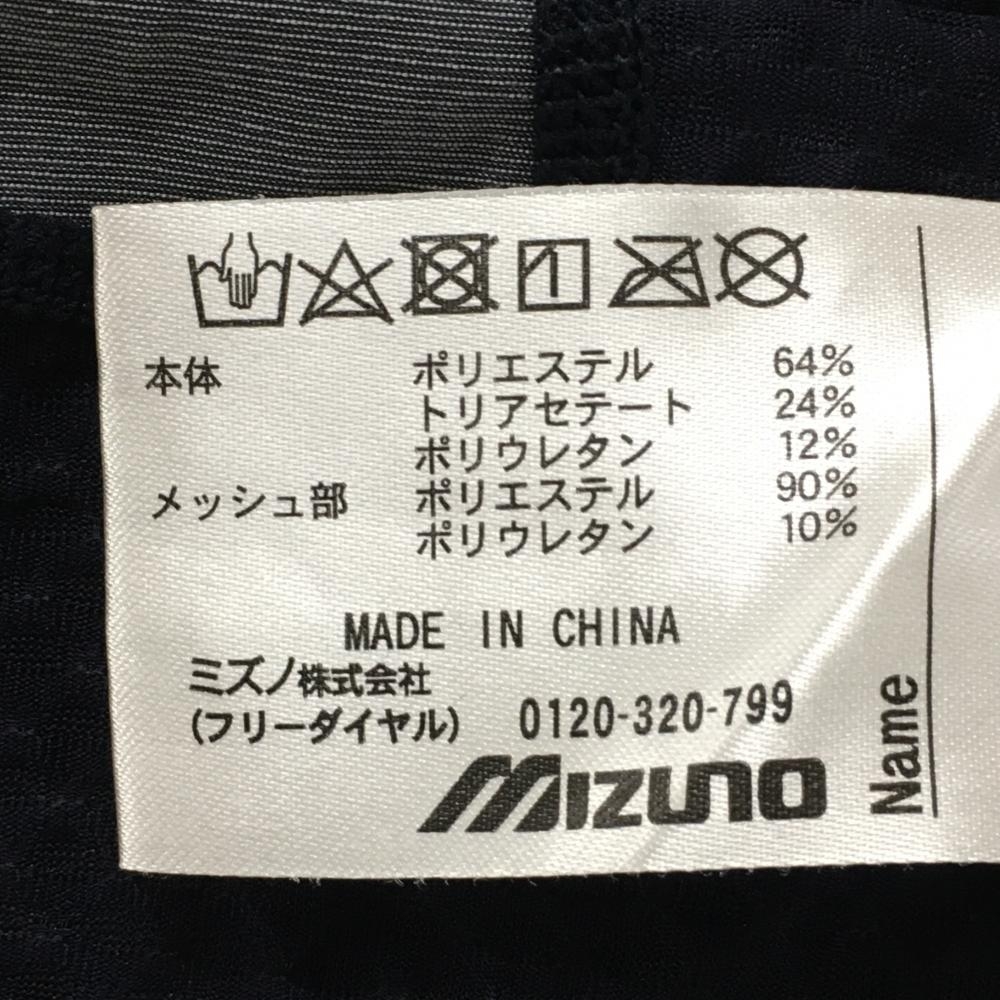 本体 ポリエステル 64%
トリアセテート 24%
ポリウレタン 12%
メッシュ部 ポリエステル 90%
ポリウレタン 10%
MADE IN CHINA
ミズノ株式会社
(フリーダイヤル) 0120-320-799
MIZUNO
Name